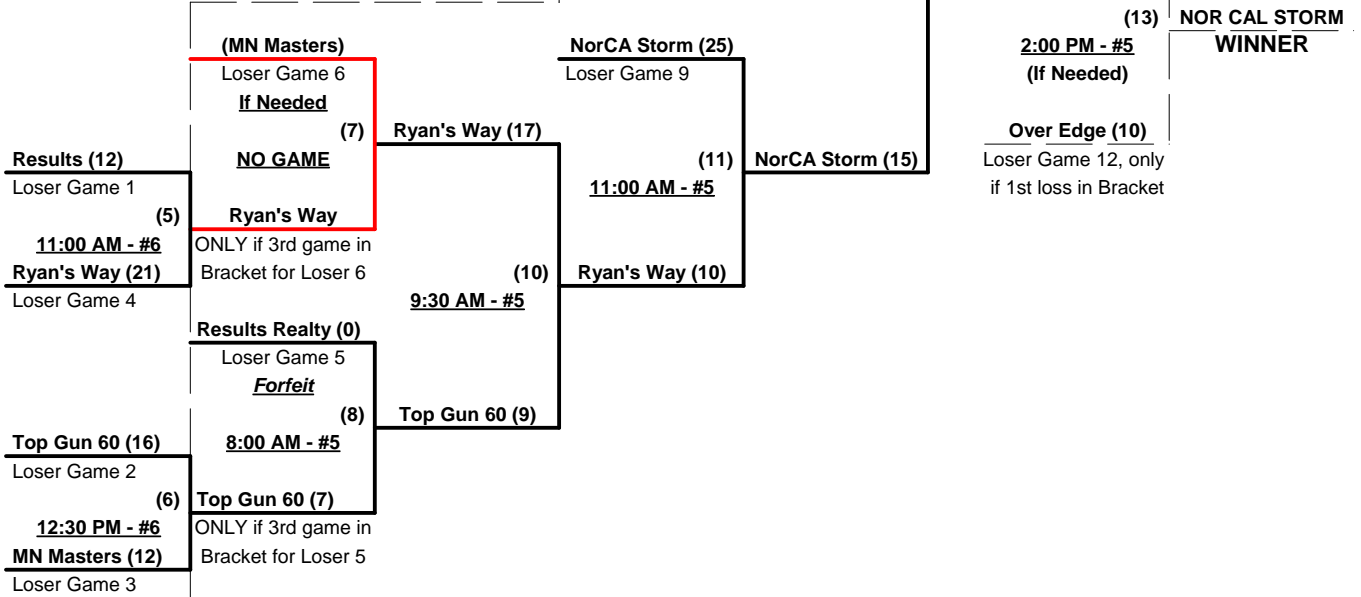 (MN Masters)
Loser Game 6
If Needed
(7)
NO GAME
Ryan's Way
ONLY if 3rd game in
Bracket for Loser 6
Results (12)
Loser Game 1
(5)
11:00 AM - #6
Ryan's Way (21)
Loser Game 4
Results Realty (0)
Loser Game 5
Forfeit
(8)
8:00 AM - #5
Top Gun 60 (16)
Loser Game 2
(6)
12:30 PM - #6
MN Masters (12)
Loser Game 3
Top Gun 60 (7)
ONLY if 3rd game in
Bracket for Loser 5
Ryan's Way (17)
(10)
9:30 AM - #5
Top Gun 60 (9)
NorCA Storm (25)
Loser Game 9
(11)
11:00 AM - #5
Ryan's Way (10)
NorCA Storm (15)
(13)
2:00 PM - #5
(If Needed)
Over Edge (10)
Loser Game 12, only
if 1st loss in Bracket
NOR CAL STORM
WINNER